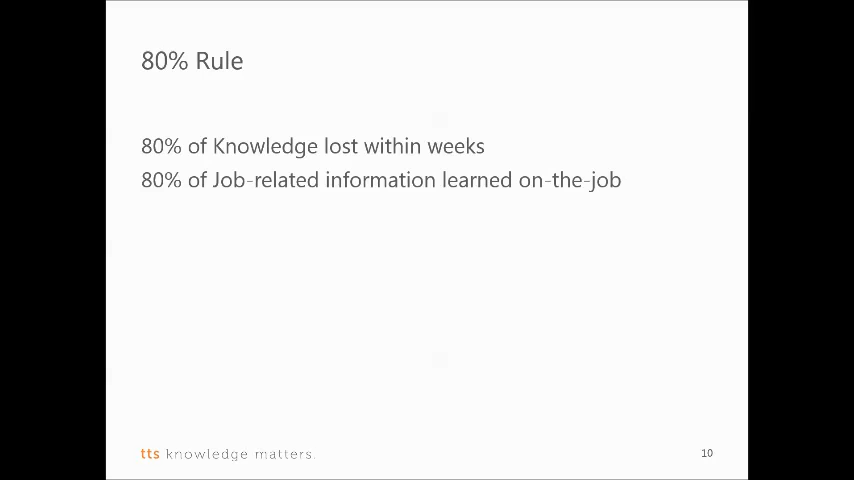 80% Rule
80% of Knowledge lost within weeks
80% of Job-related information learned on-the-job
tts knowledge matters.
10